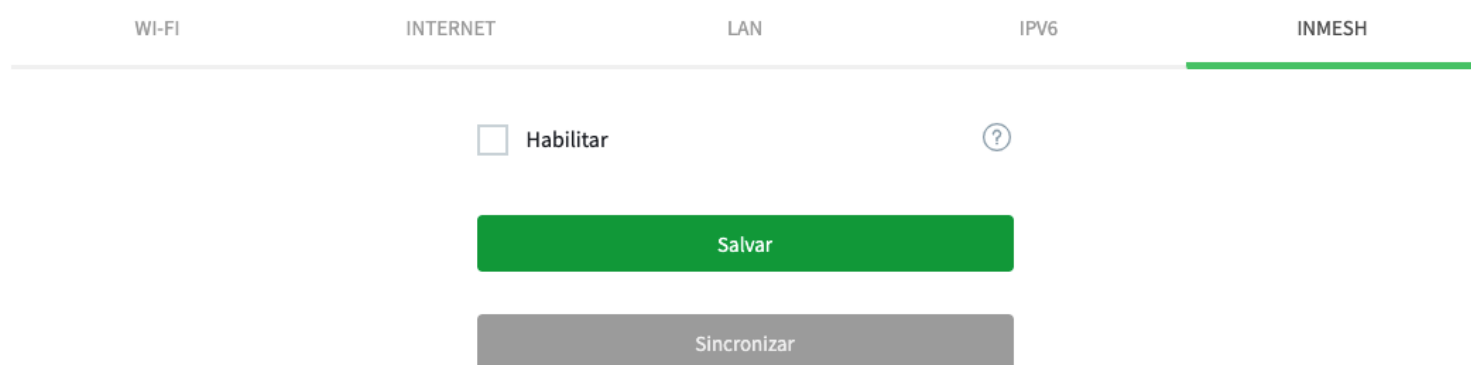 WI-FI INTERNET LAN IPV6 INMESH
Habilitar ?
Salvar
Sincronizar